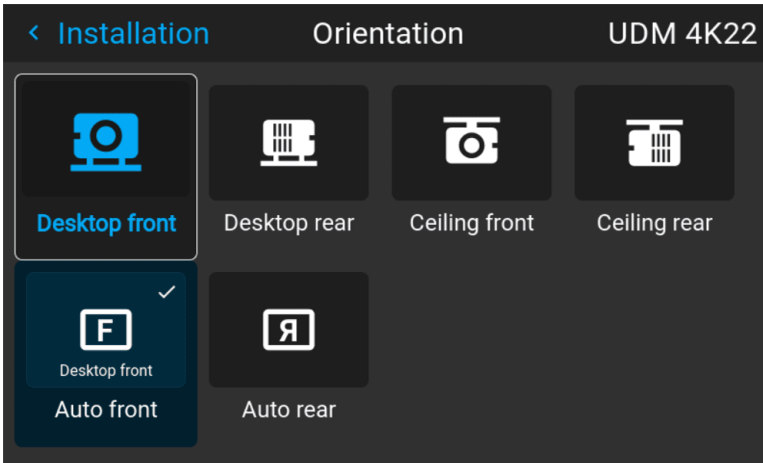 Installation Orientation UDM 4K22
Desktop front Desktop rear Ceiling front Ceiling rear
F Я
Desktop front
Auto front Auto rear